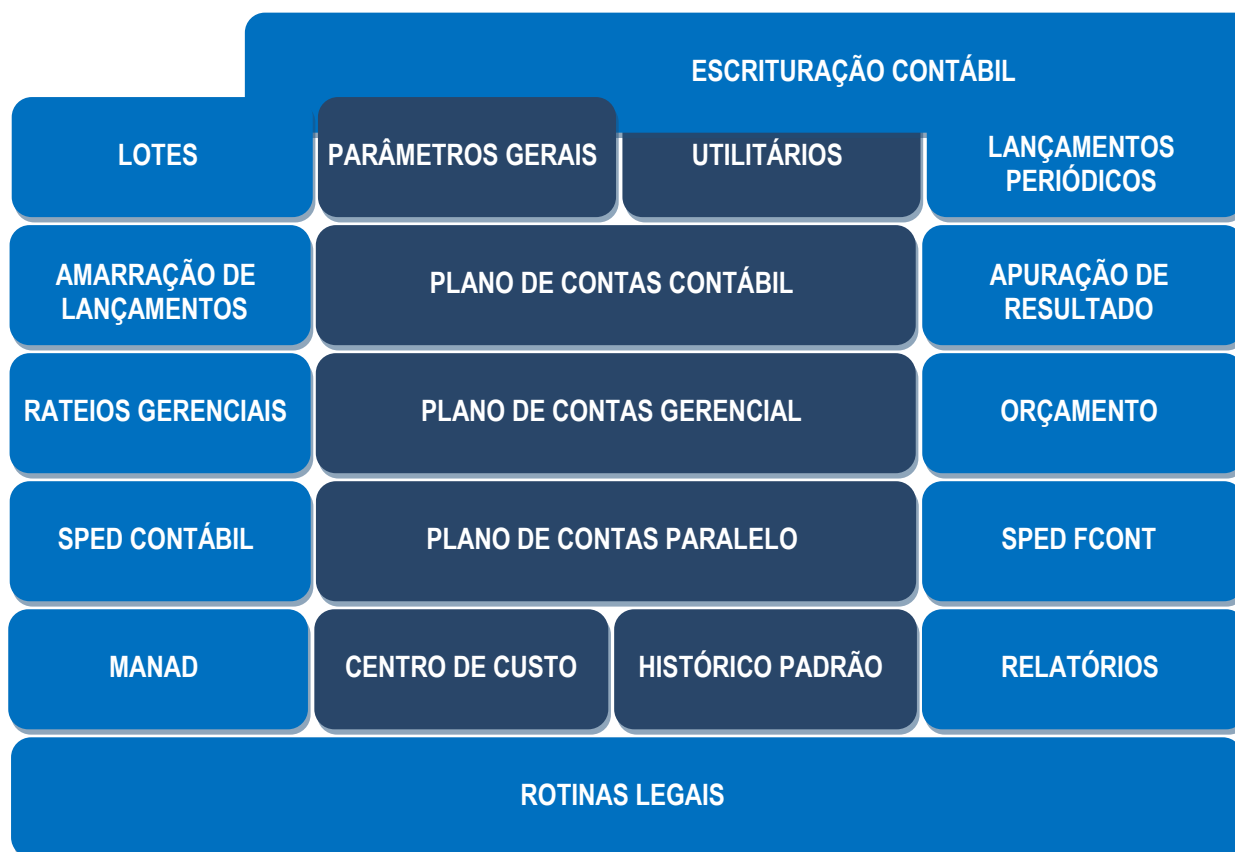 ESCRITURAÇÃO CONTÁBIL
LOTES
PARÂMETROS GERAIS
UTILITÁRIOS
LANÇAMENTOS
PERIÓDICOS
AMARRAÇÃO DE
LANÇAMENTOS
PLANO DE CONTAS CONTÁBIL
APURAÇÃO DE
RESULTADO
RATEIOS GERENCIAIS
PLANO DE CONTAS GERENCIAL
ORÇAMENTO
SPED CONTÁBIL
PLANO DE CONTAS PARALELO
SPED FCONT
MANAD
CENTRO DE CUSTO
HISTÓRICO PADRÃO
RELATÓRIOS
ROTINAS LEGAIS